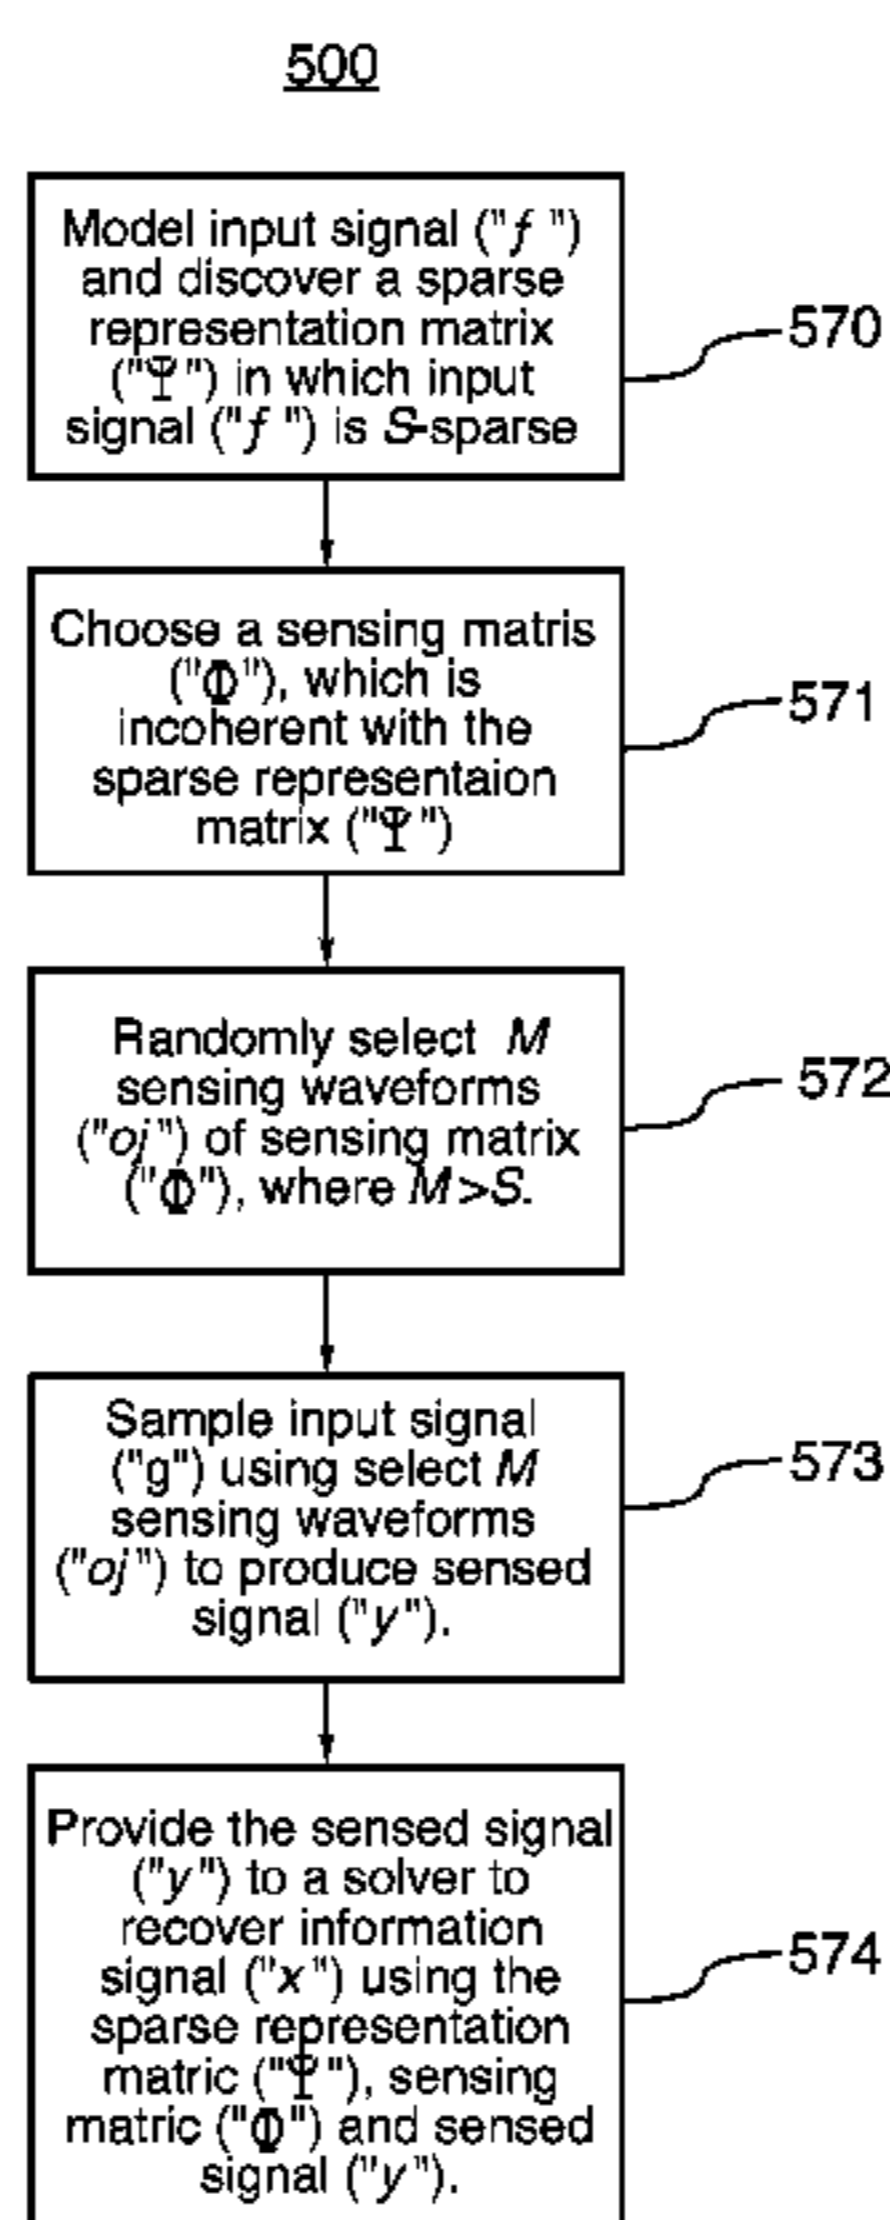 500
Model input signal ("f ")
and discover a sparse
representation matrix
("Ψ") in which input
signal ("f ") is S-sparse
570
Choose a sensing matris
("Φ"), which is
incoherent with the
sparse representaion
matrix ("Ψ")
571
Randomly select M
sensing waveforms
("oj") of sensing matrix
("Φ"), where M>S.
572
Sample input signal
("g") using select M
sensing waveforms
("oj") to produce sensed
signal ("y").
573
Provide the sensed signal
("y") to a solver to
recover information
signal ("x") using the
sparse representation
matric ("Ψ"), sensing
matric ("Φ") and sensed
signal ("y").
574